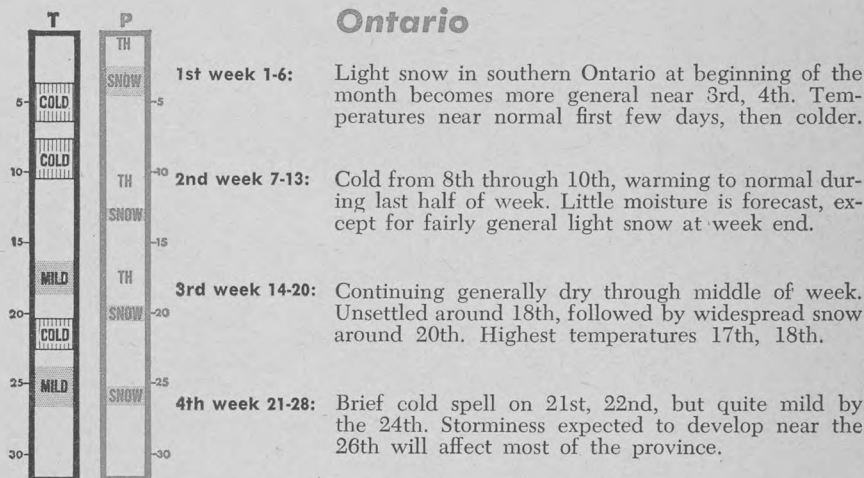 Ontario
T P
TH
SNOW
5 COLD 5
COLD
10 10
TH
SNOW
15 15
MILD TH
20 SNOW 20
COLD
25 MILD 25
SNOW
30 30
1st week 1-6: Light snow in southern Ontario at beginning of the
month becomes more general near 3rd, 4th. Tem-
peratures near normal first few days, then colder.
2nd week 7-13: Cold from 8th through 10th, warming to normal dur-
ing last half of week. Little moisture is forecast, ex-
cept for fairly general light snow at week end.
3rd week 14-20: Continuing generally dry through middle of week.
Unsettled around 18th, followed by widespread snow
around 20th. Highest temperatures 17th, 18th.
4th week 21-28: Brief cold spell on 21st, 22nd, but quite mild by
the 24th. Storminess expected to develop near the
26th will affect most of the province.